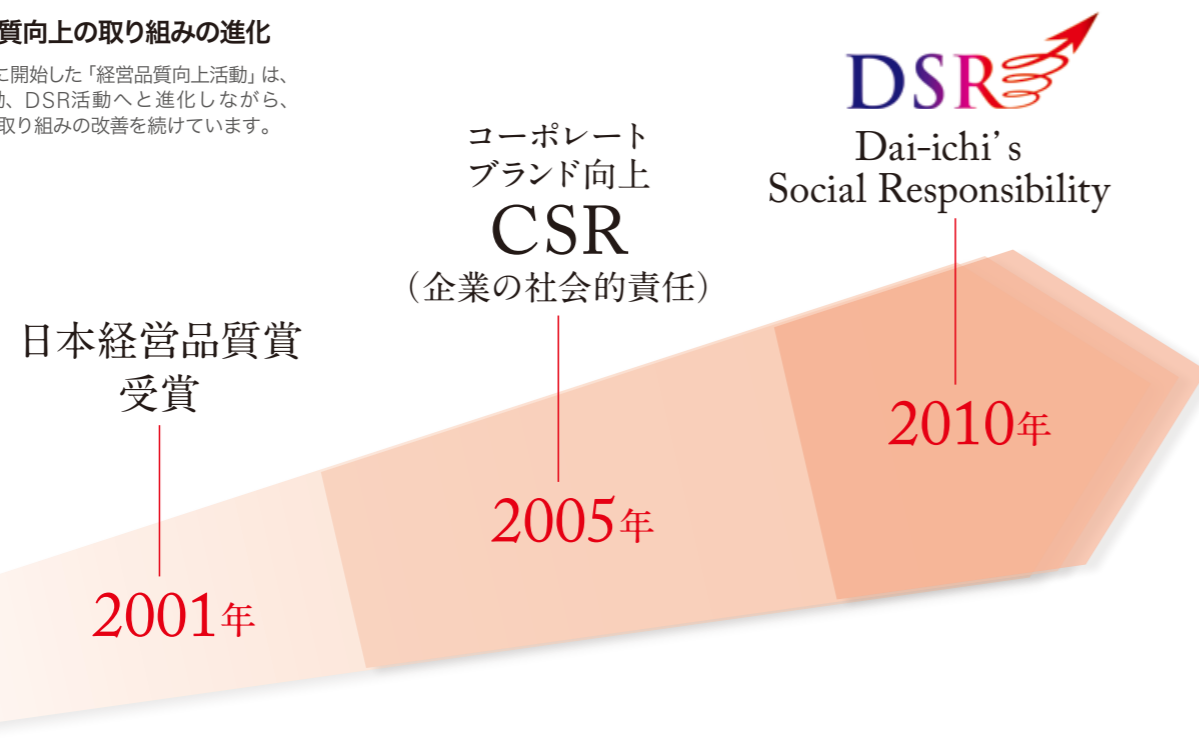 質向上の取り組みの進化
に開始した「経営品質向上活動」は、
動、DSR活動へと進化しながら、
取り組みの改善を続けています。
DSR
Dai-ichi’s
Social Responsibility
コーポレート
ブランド向上
CSR
（企業の社会的責任）
日本経営品質賞
受賞
2010年
2005年
2001年